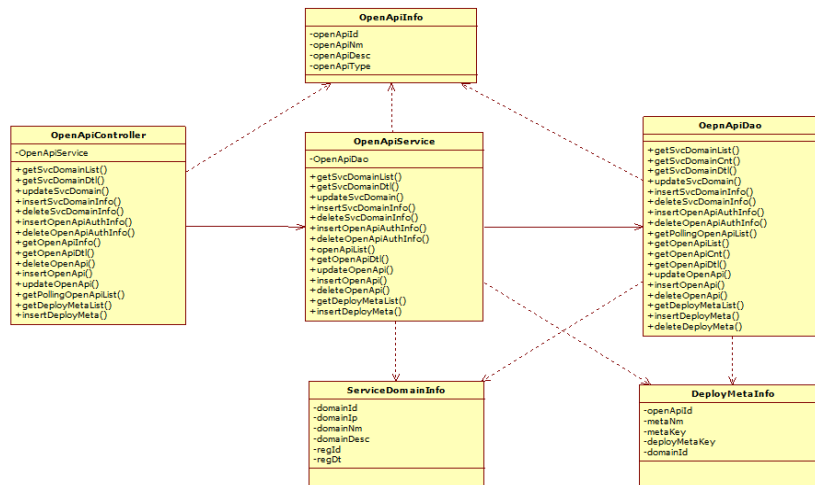 OpenApiInfo
-openApiId
-openApiNm
-openApiDesc
-openApiType
OpenApiController
-OpenApiService
+getSvcDomainList()
+getSvcDomainDtl()
+updateSvcDomain()
+insertSvcDomainInfo()
+deleteSvcDomainInfo()
+insertOpenApiAuthInfo()
+deleteOpenApiAuthInfo()
+getOpenApiInfo()
+getOpenApiDtl()
+deleteOpenApi()
+insertOpenApi()
+updateOpenApi()
+getPollingOpenApiList()
+getDeployMetaList()
+insertDeployMeta()
OpenApiService
-OpenApiDao
+getSvcDomainList()
+getSvcDomainDtl()
+updateSvcDomain()
+insertSvcDomainInfo()
+deleteSvcDomainInfo()
+insertOpenApiAuthInfo()
+deleteOpenApiAuthInfo()
+openApiList()
+getOpenApiDtl()
+updateOpenApi()
+insertOpenApi()
+deleteOpenApi()
+getDeployMetaList()
+insertDeployMeta()
OepnApiDao
+getSvcDomainList()
+getSvcDomainCnt()
+getSvcDomainDtl()
+updateSvcDomain()
+insertSvcDomainInfo()
+deleteSvcDomainInfo()
+insertOpenApiAuthInfo()
+deleteOpenApiAuthInfo()
+getPollingOpenApiList()
+getOpenApiList()
+getOpenApiCnt()
+getOpenApiDtl()
+updateOpenApi()
+insertOpenApi()
+deleteOpenApi()
+getDeployMetaList()
+insertDeployMeta()
+deleteDeployMeta()
ServiceDomainInfo
-domainId
-domainIp
-domainNm
-domainDesc
-regId
-regDt
DeployMetaInfo
-openApiId
-metaNm
-metaKey
-deployMetaKey
-domainId